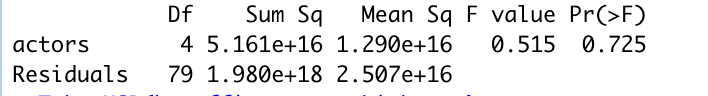 Df Sum Sq Mean Sq F value Pr(>F)
actors 4 5.161e+16 1.290e+16 0.515 0.725
Residuals 79 1.980e+18 2.507e+16